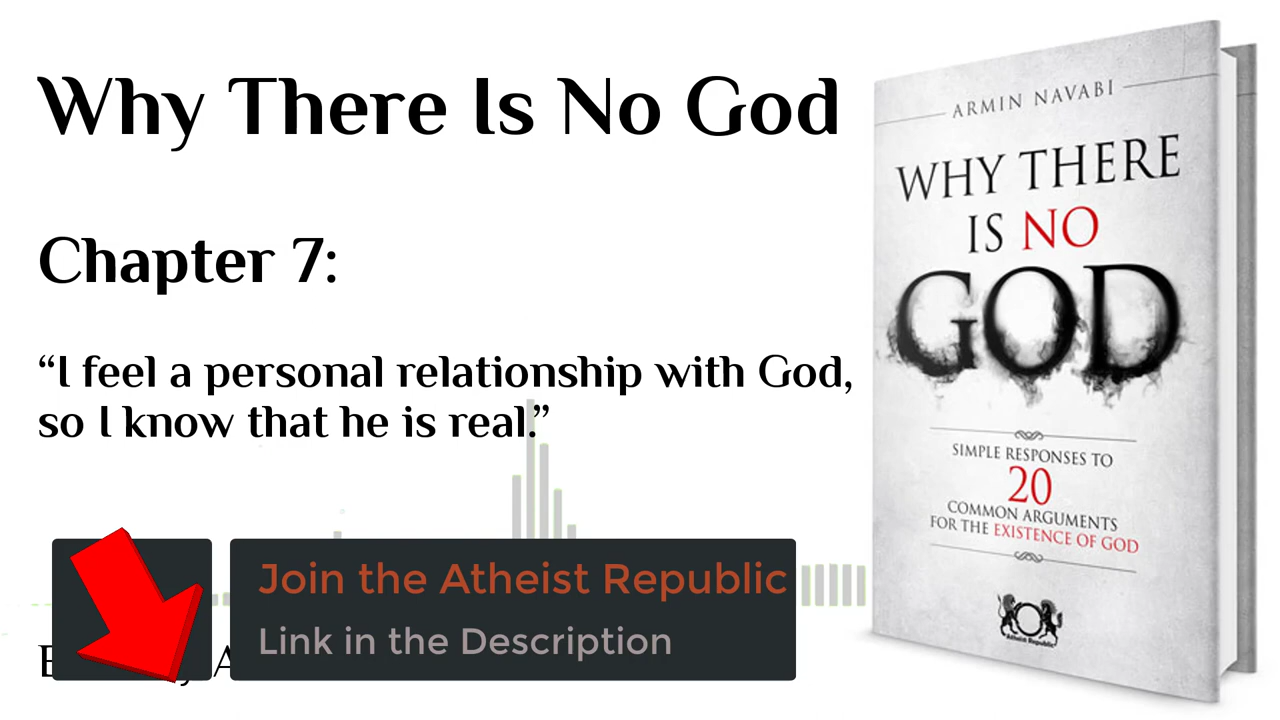 Why There Is No God
Chapter 7:
“I feel a personal relationship with God,
so I know that he is real.”
Join the Atheist Republic
Link in the Description
ARMIN NAVABI
WHY THERE
IS NO
GOD
SIMPLE RESPONSES TO
20
COMMON ARGUMENTS
FOR THE EXISTENCE OF GOD
Atheist Republic